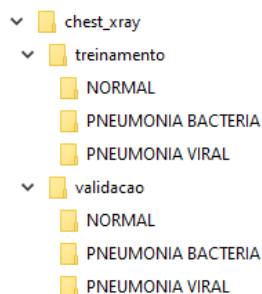 chest_xray
treinamento
NORMAL
PNEUMONIA BACTERIA
PNEUMONIA VIRAL
validacao
NORMAL
PNEUMONIA BACTERIA
PNEUMONIA VIRAL